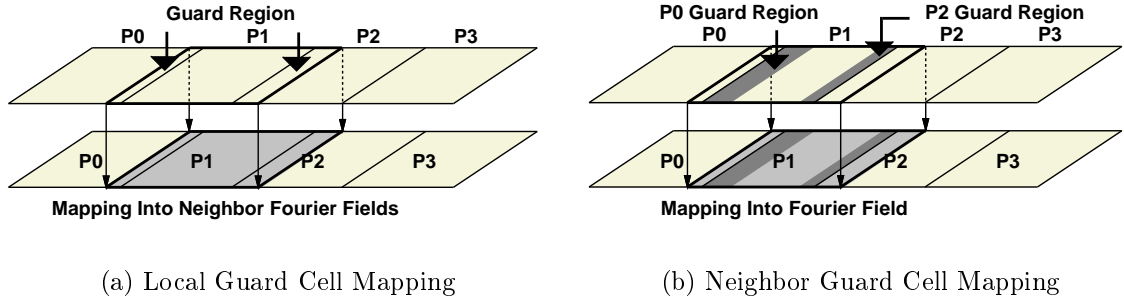 Guard Region
P0 P1 P2 P3
P0 P1 P2 P3
Mapping Into Neighbor Fourier Fields
(a) Local Guard Cell Mapping
P0 Guard Region
P2 Guard Region
P0 P1 P2 P3
P0 P1 P2 P3
Mapping Into Fourier Field
(b) Neighbor Guard Cell Mapping